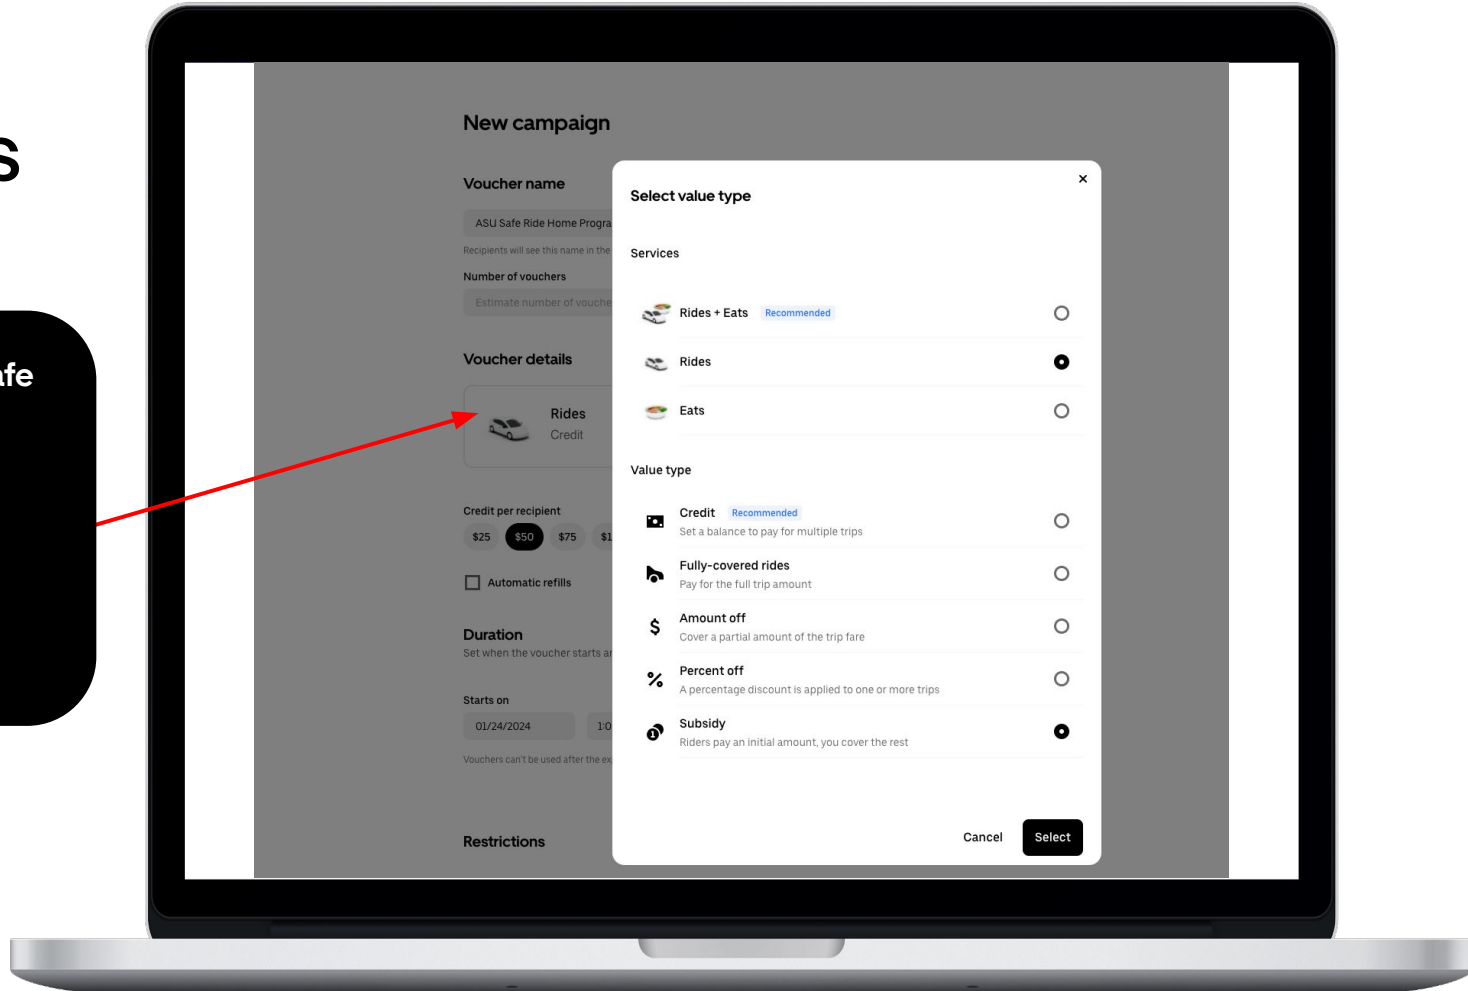 s
afe
New campaign
Voucher name
ASU Safe Ride Home Progra
Recipients will see this name in the
Number of vouchers
Estimate number of vouche
Voucher details
Rides
Credit
Credit per recipient
$25 $50 $75 $1
Automatic refills
Duration
Set when the voucher starts an
Starts on
01/24/2024 1:0
Vouchers can't be used after the ex
Restrictions
Select value type
Services
Rides + Eats Recommended
Rides
Eats
Value type
Credit Recommended
Set a balance to pay for multiple trips
Fully-covered rides
Pay for the full trip amount
$ Amount off
Cover a partial amount of the trip fare
% Percent off
A percentage discount is applied to one or more trips
1 Subsidy
Riders pay an initial amount, you cover the rest
Cancel Select